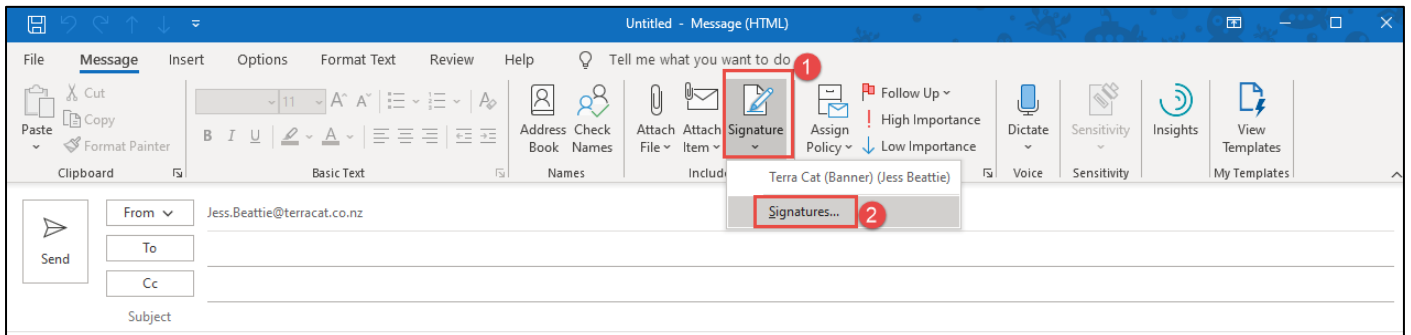 Untitled - Message (HTML)
File Message Insert Options Format Text Review Help Tell me what you want to do
1
Cut
Copy
Format Painter
Paste
Clipboard
11
B I U
Basic Text
Address Book
Check Names
Names
Attach File
Attach Item
Signature
Includ
Assign Policy
Follow Up
High Importance
Low Importance
Dictate
Voice
Sensitivity
Sensitivity
Insights
View Templates
My Templates
Terra Cat (Banner) (Jess Beattie)
Signatures...
2
Send
From
Jess.Beattie@terracat.co.nz
To
Cc
Subject